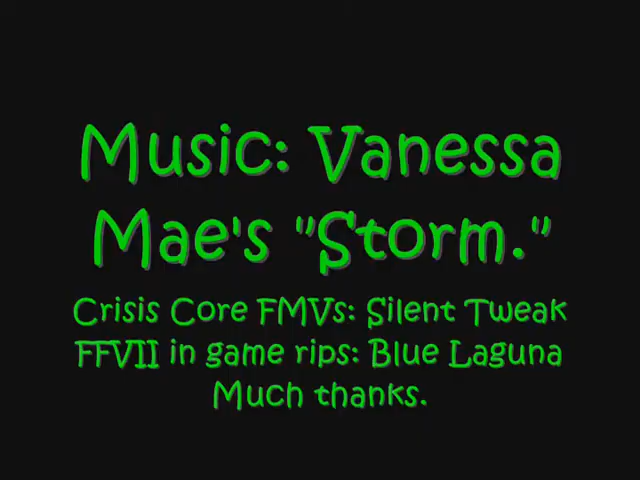 Music: Vanessa
Mae's "Storm."
Crisis Core FMVs: Silent Tweak
FFVII in game rips: Blue Laguna
Much thanks.